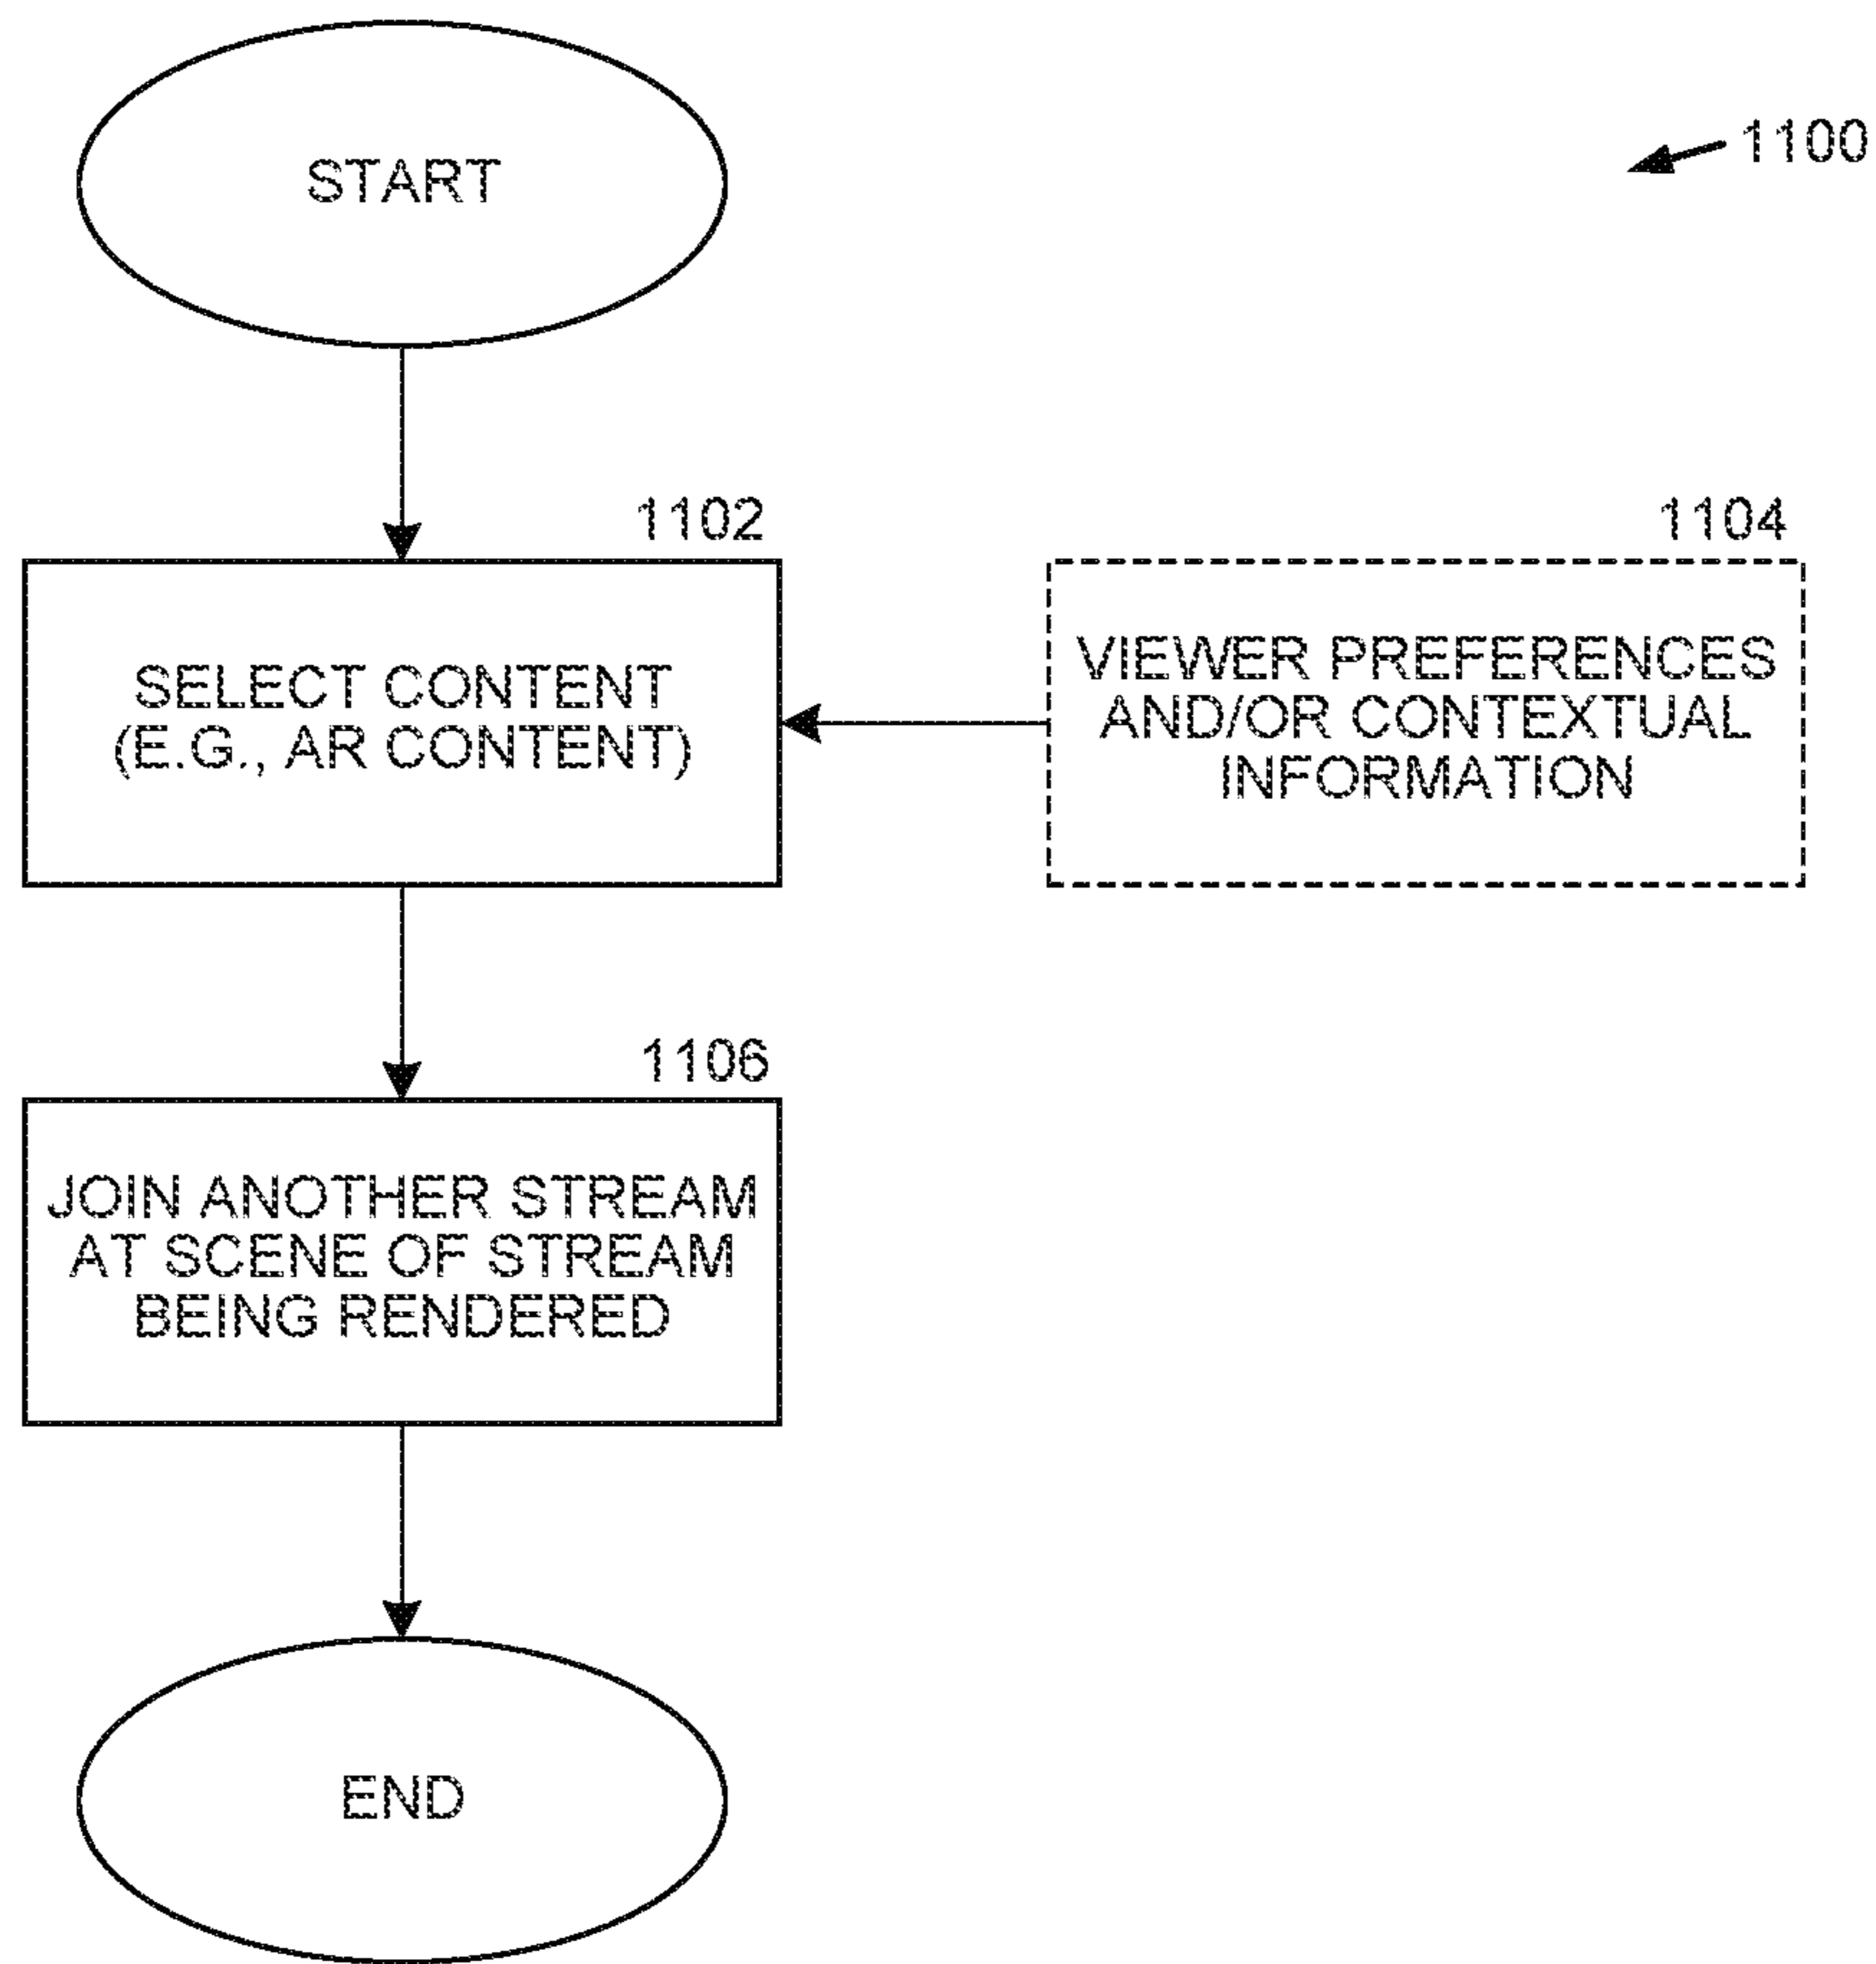 START
1100
1102
SELECT CONTENT
(E.G., AR CONTENT)
1104
VIEWER PREFERENCES
AND/OR CONTEXTUAL
INFORMATION
1106
JOIN ANOTHER STREAM
AT SCENE OF STREAM
BEING RENDERED
END